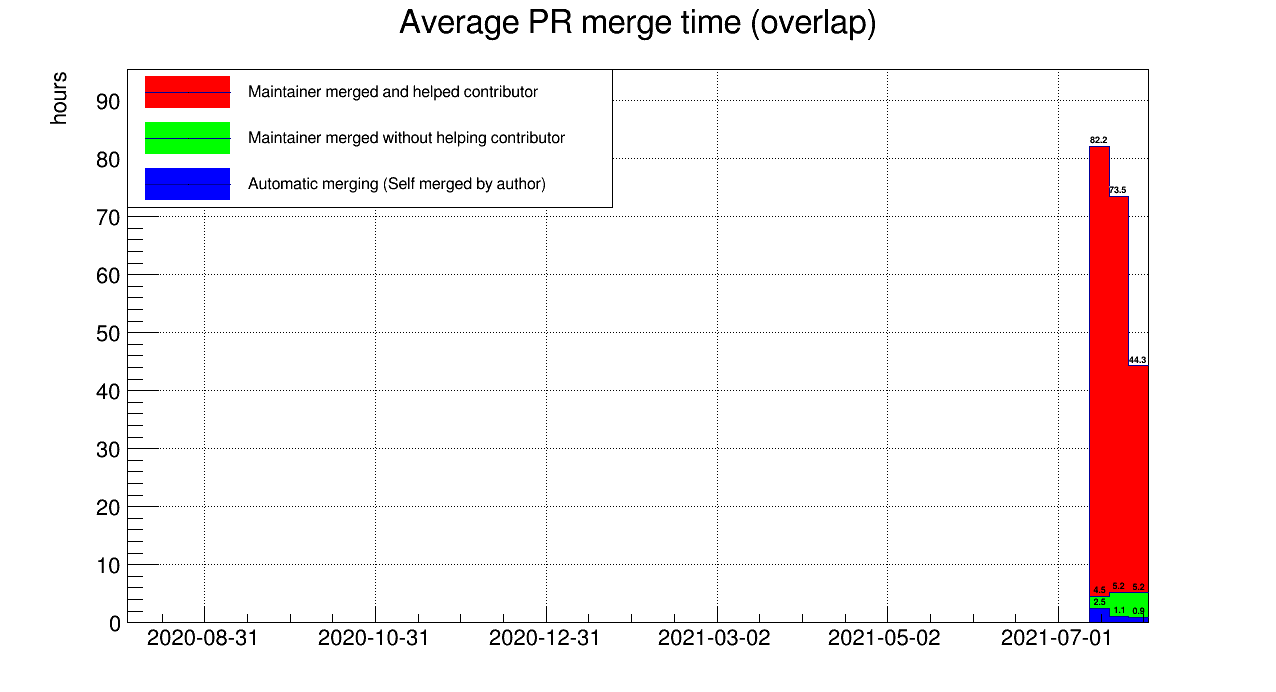 Average PR merge time (overlap)
hours
Maintainer merged and helped contributor
Maintainer merged without helping contributor
Automatic merging (Self merged by author)
90
80
70
60
50
40
30
20
10
0
82.2
73.5
44.3
4.5 5.2 5.2
2.5 1.1 0.9
2020-08-31 2020-10-31 2020-12-31 2021-03-02 2021-05-02 2021-07-01